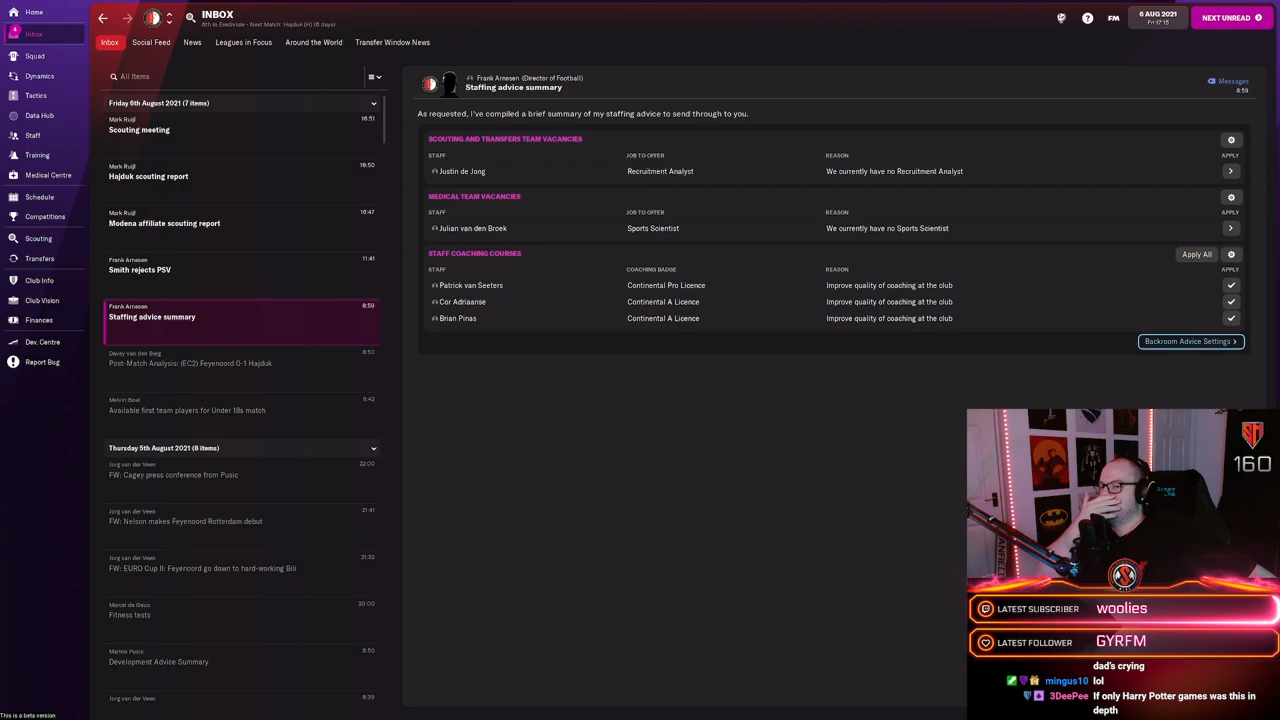 INBOX
6th in Eredivisie - Next Match: Hajduk (H) (6 days)
FM
6 AUG 2021
Fri 17:15
NEXT UNREAD
Home
4
Inbox
Squad
Dynamics
Tactics
Data Hub
Staff
Training
Medical Centre
Schedule
Competitions
Scouting
Transfers
Club Info
Club Vision
Finances
Dev. Centre
Report Bug
This is a beta version
Inbox
Social Feed
News
Leagues in Focus
Around the World
Transfer Window News
All Items
Friday 6th August 2021 (7 items)
Mark Ruijl
16:51
Scouting meeting
Mark Ruijl
16:50
Hajduk scouting report
Mark Ruijl
16:47
Modena affiliate scouting report
Frank Arnesen
11:41
Smith rejects PSV
Frank Arnesen
8:59
Staffing advice summary
Davey van den Berg
8:50
Post-Match Analysis: (EC2) Feyenoord 0-1 Hajduk
Melvin Boel
8:42
Available first team players for Under 18s match
Thursday 5th August 2021 (8 items)
Jorg van der Veen
22:00
FW: Cagey press conference from Pusic
Jorg van der Veen
21:41
FW: Nelson makes Feyenoord Rotterdam debut
Jorg van der Veen
21:32
FW: EURO Cup II: Feyenoord go down to hard-working Bili
Marcel de Geus
20:00
Fitness tests
Marino Pusic
8:50
Development Advice Summary
Jorg van der Veen
8:39
Frank Arnesen (Director of Football)
Staffing advice summary
Messages
8:59
As requested, I've compiled a brief summary of my staffing advice to send through to you.
SCOUTING AND TRANSFERS TEAM VACANCIES
STAFF JOB TO OFFER REASON APPLY
Justin de Jong Recruitment Analyst We currently have no Recruitment Analyst
MEDICAL TEAM VACANCIES
STAFF JOB TO OFFER REASON APPLY
Julian van den Broek Sports Scientist We currently have no Sports Scientist
STAFF COACHING COURSES
Apply All
STAFF COACHING BADGE REASON APPLY
Patrick van Seeters Continental Pro Licence Improve quality of coaching at the club
Cor Adriaanse Continental A Licence Improve quality of coaching at the club
Brian Pinas Continental A Licence Improve quality of coaching at the club
Backroom Advice Settings
160
LATEST SUBSCRIBER woolies
LATEST FOLLOWER GYRFM
dad's crying
mingus10 lol
3DeePee If only Harry Potter games was this in
depth